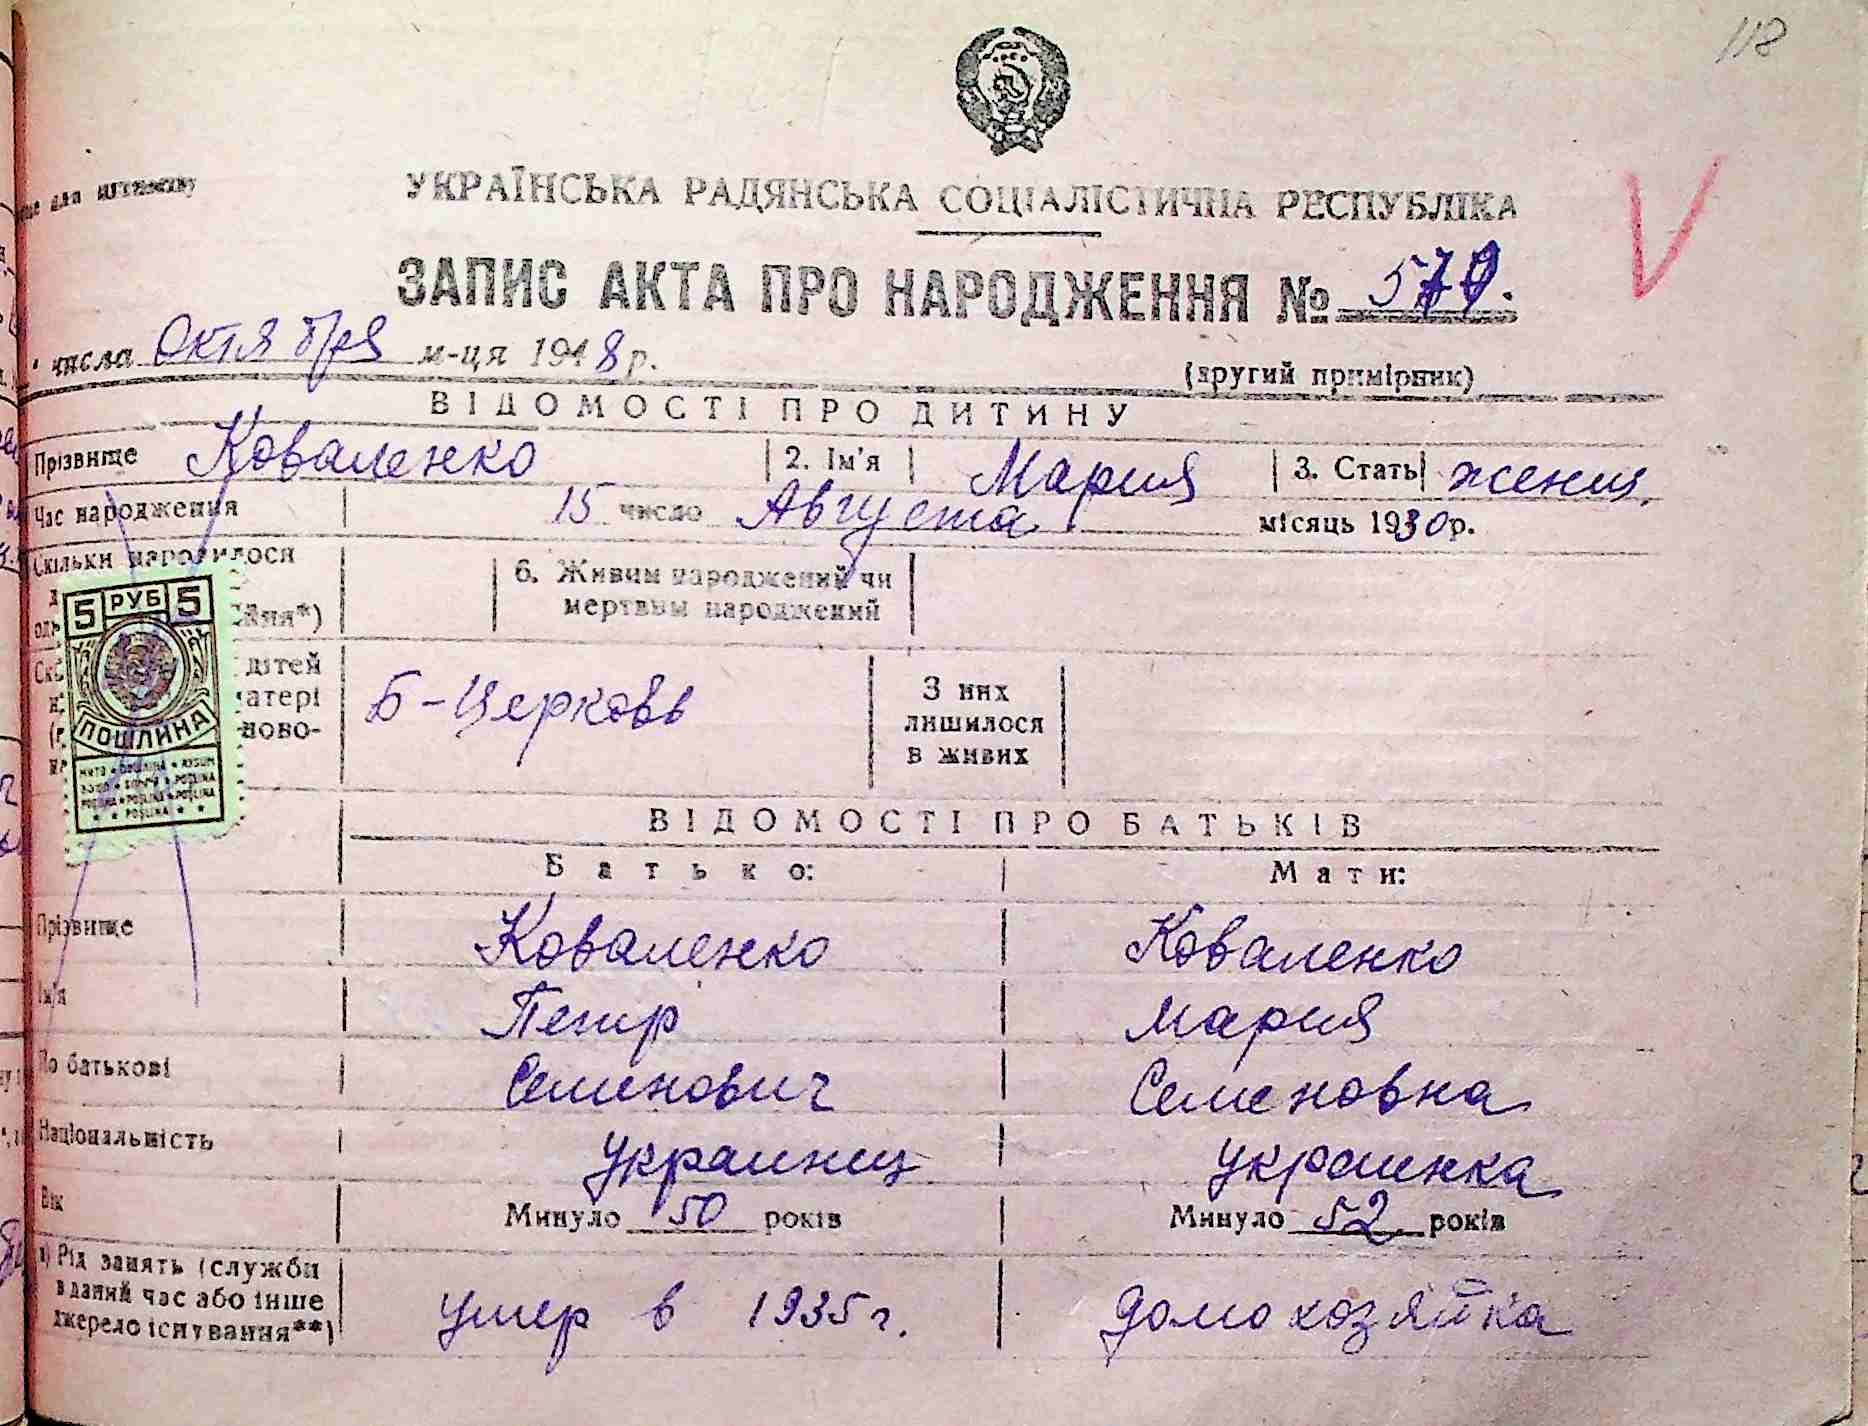 118
УКРАЇНСЬКА РАДЯНСЬКА СОЦІАЛІСТИЧНА РЕСПУБЛІКА
ЗАПИС АКТА ПРО НАРОДЖЕННЯ №
числа Октября м-ця 1948 р.
(другий примірник)
ВІДОМОСТІ ПРО ДИТИНУ
Прізвище Коваленко 2. Ім'я Мария 3. Стать женщ.
Час народження 15 число Августа місяць 1930 р.
Скільки народилося
6. Живим народжений чи
мертвим народжений
дітей
Б-Церковь
З них
лишилося
в живих
5 РУБ 5
ПОШЛИНА
ВІДОМОСТІ ПРО БАТЬКІВ
Батько: Мати:
Прізвище Коваленко Коваленко
Ім'я Петр Мария
По батькові Семенович Семеновна
Національність украинец украинка
Вік Минуло 50 років Минуло 52 років
а) Рід занять (служби
в даний час або інше
джерело існування**)
умер в 1935 г. домохозяйка